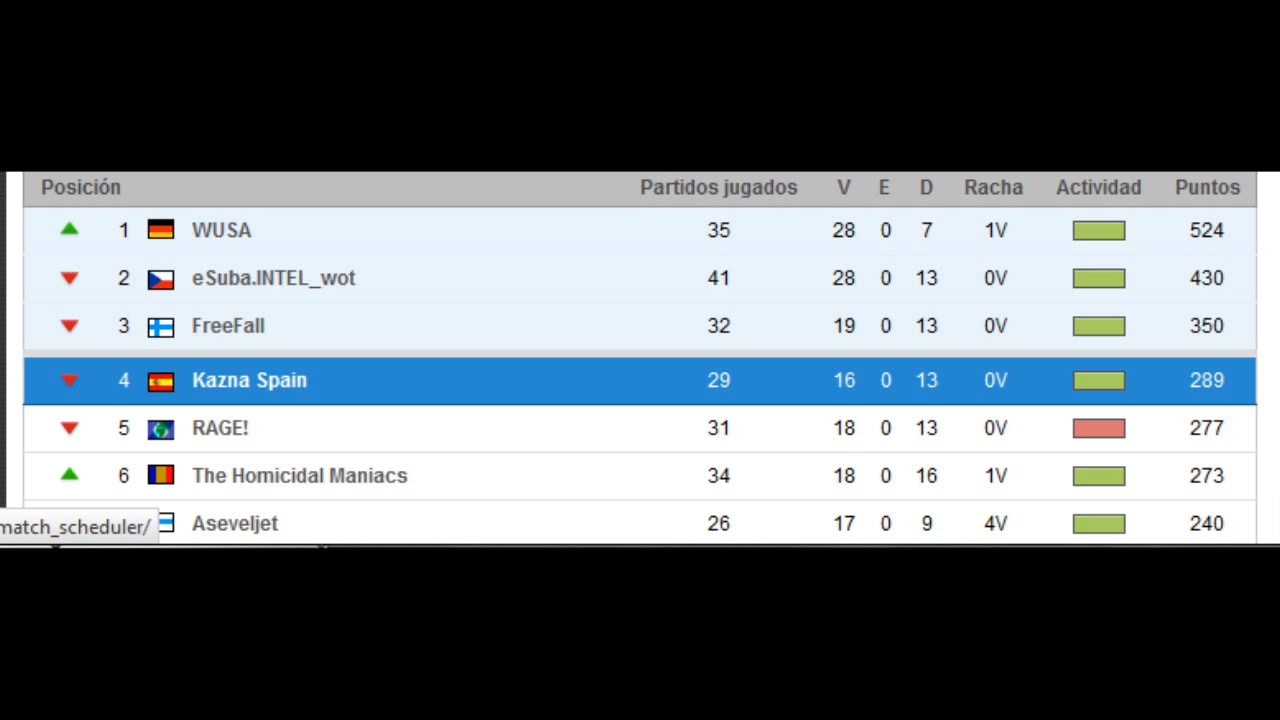 Posición Partidos jugados V E D Racha Actividad Puntos
1 WUSA 35 28 0 7 1V 524
2 eSuba.INTEL_wot 41 28 0 13 0V 430
3 FreeFall 32 19 0 13 0V 350
4 Kazna Spain 29 16 0 13 0V 289
5 RAGE! 31 18 0 13 0V 277
6 The Homicidal Maniacs 34 18 0 16 1V 273
Aseveljet 26 17 0 9 4V 240
match_scheduler/